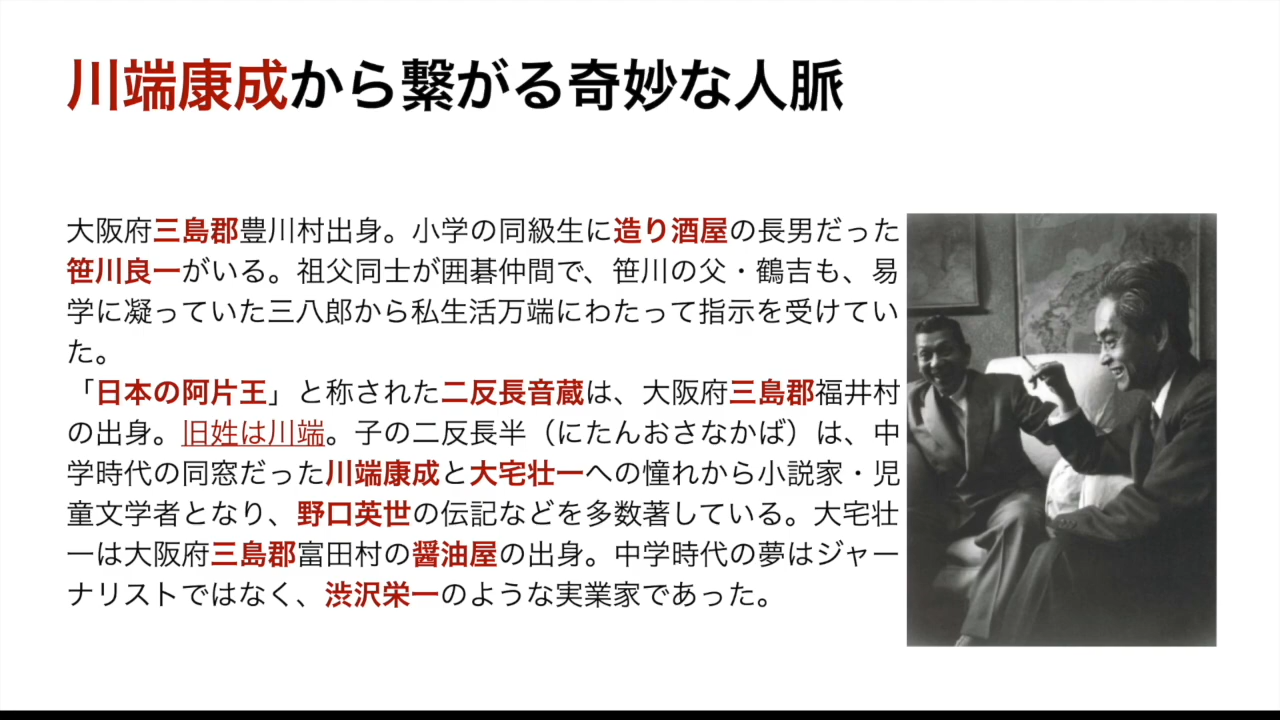 川端康成から繋がる奇妙な人脈
大阪府三島郡豊川村出身。小学の同級生に造り酒屋の長男だった
笹川良一がいる。祖父同士が囲碁仲間で、笹川の父・鶴吉も、易
学に凝っていた三八郎から私生活万端にわたって指示を受けてい
た。
「日本の阿片王」と称された二反長音蔵は、大阪府三島郡福井村
の出身。旧姓は川端。子の二反長半（にたんおさなかば）は、中
学時代の同窓だった川端康成と大宅壮一への憧れから小説家・児
童文学者となり、野口英世の伝記などを多数著している。大宅壮
一は大阪府三島郡富田村の醤油屋の出身。中学時代の夢はジャー
ナリストではなく、渋沢栄一のような実業家であった。